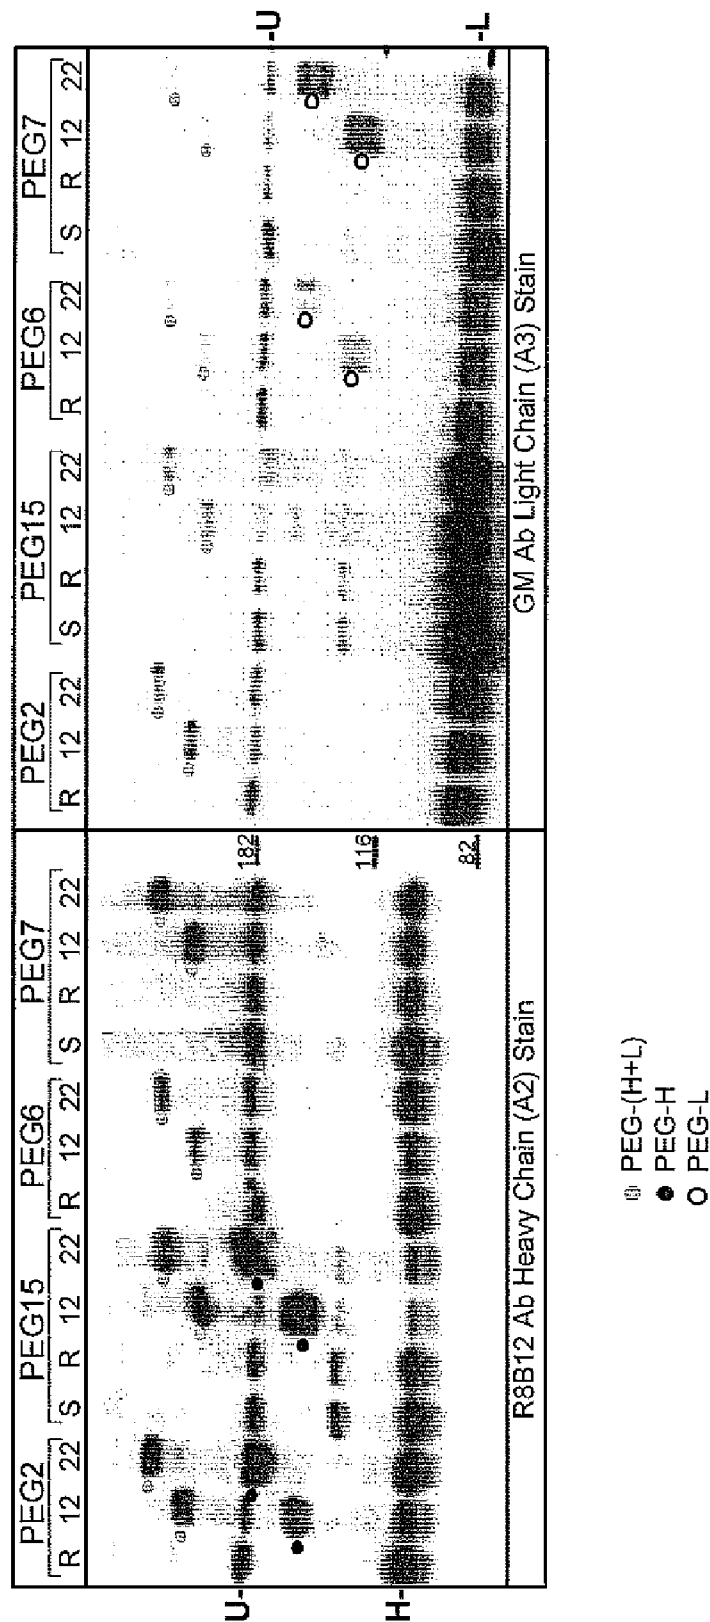 PEG2 PEG15 PEG6 PEG7 PEG2 PEG15 PEG6 PEG7
R 12 22 S R 12 22 R 12 22 S R 12 22 R 12 22 S R 12 22 R 12 22 S R 12 22
U- -U
182
116
H-
82
-L
R8B12 Ab Heavy Chain (A2) Stain GM Ab Light Chain (A3) Stain
PEG-(H+L)
PEG-H
PEG-L